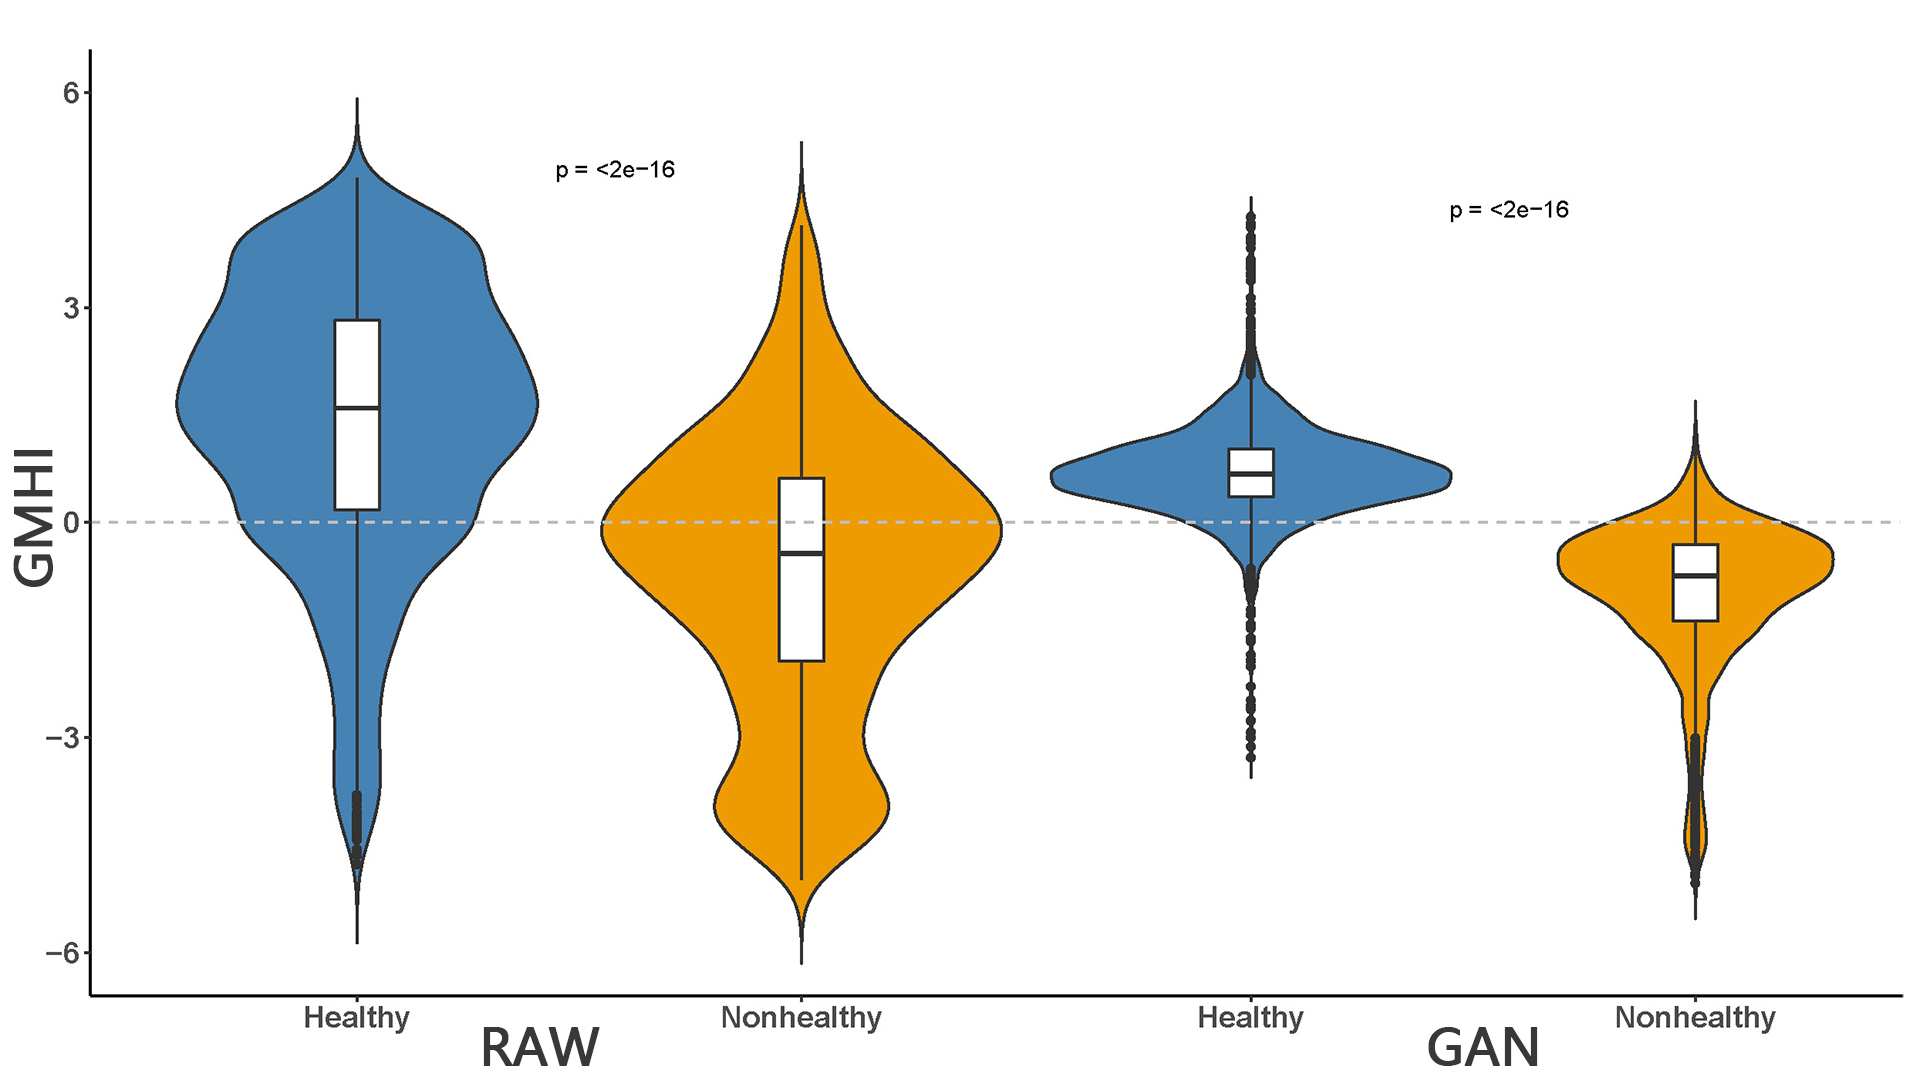 GMHI
6
3
0
−3
−6
p = <2e−16
p = <2e−16
Healthy
Nonhealthy
Healthy
Nonhealthy
RAW
GAN